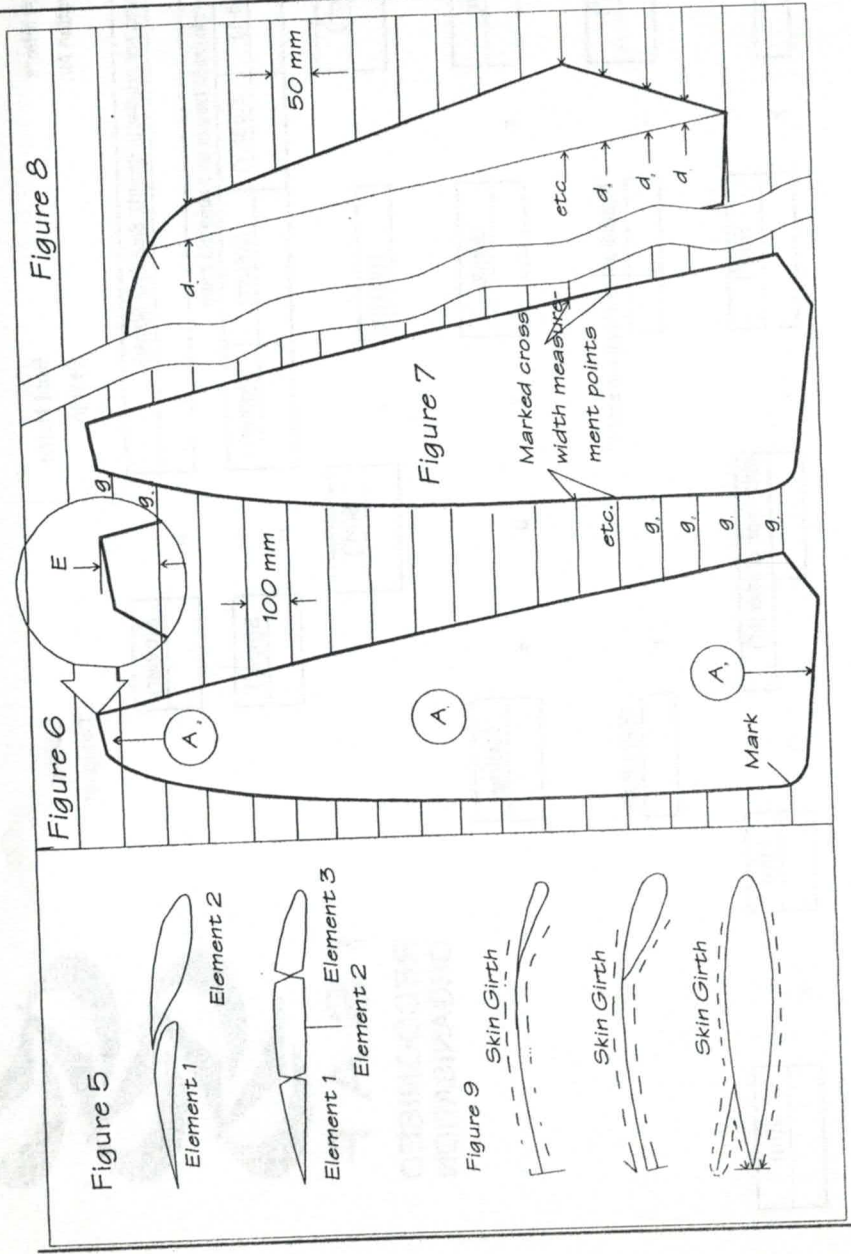 Figure 5
Element 1
Element 2
Element 1
Element 2
Element 3
Figure 9
Skin Girth
Skin Girth
Skin Girth
Figure 6
A,
A
A,
Mark
E
100 mm
g
g.
etc.
g,
g,
g.
g.
Figure 7
Marked cross
width measure-
ment points
Figure 8
50 mm
d.
etc
d,
d,
d